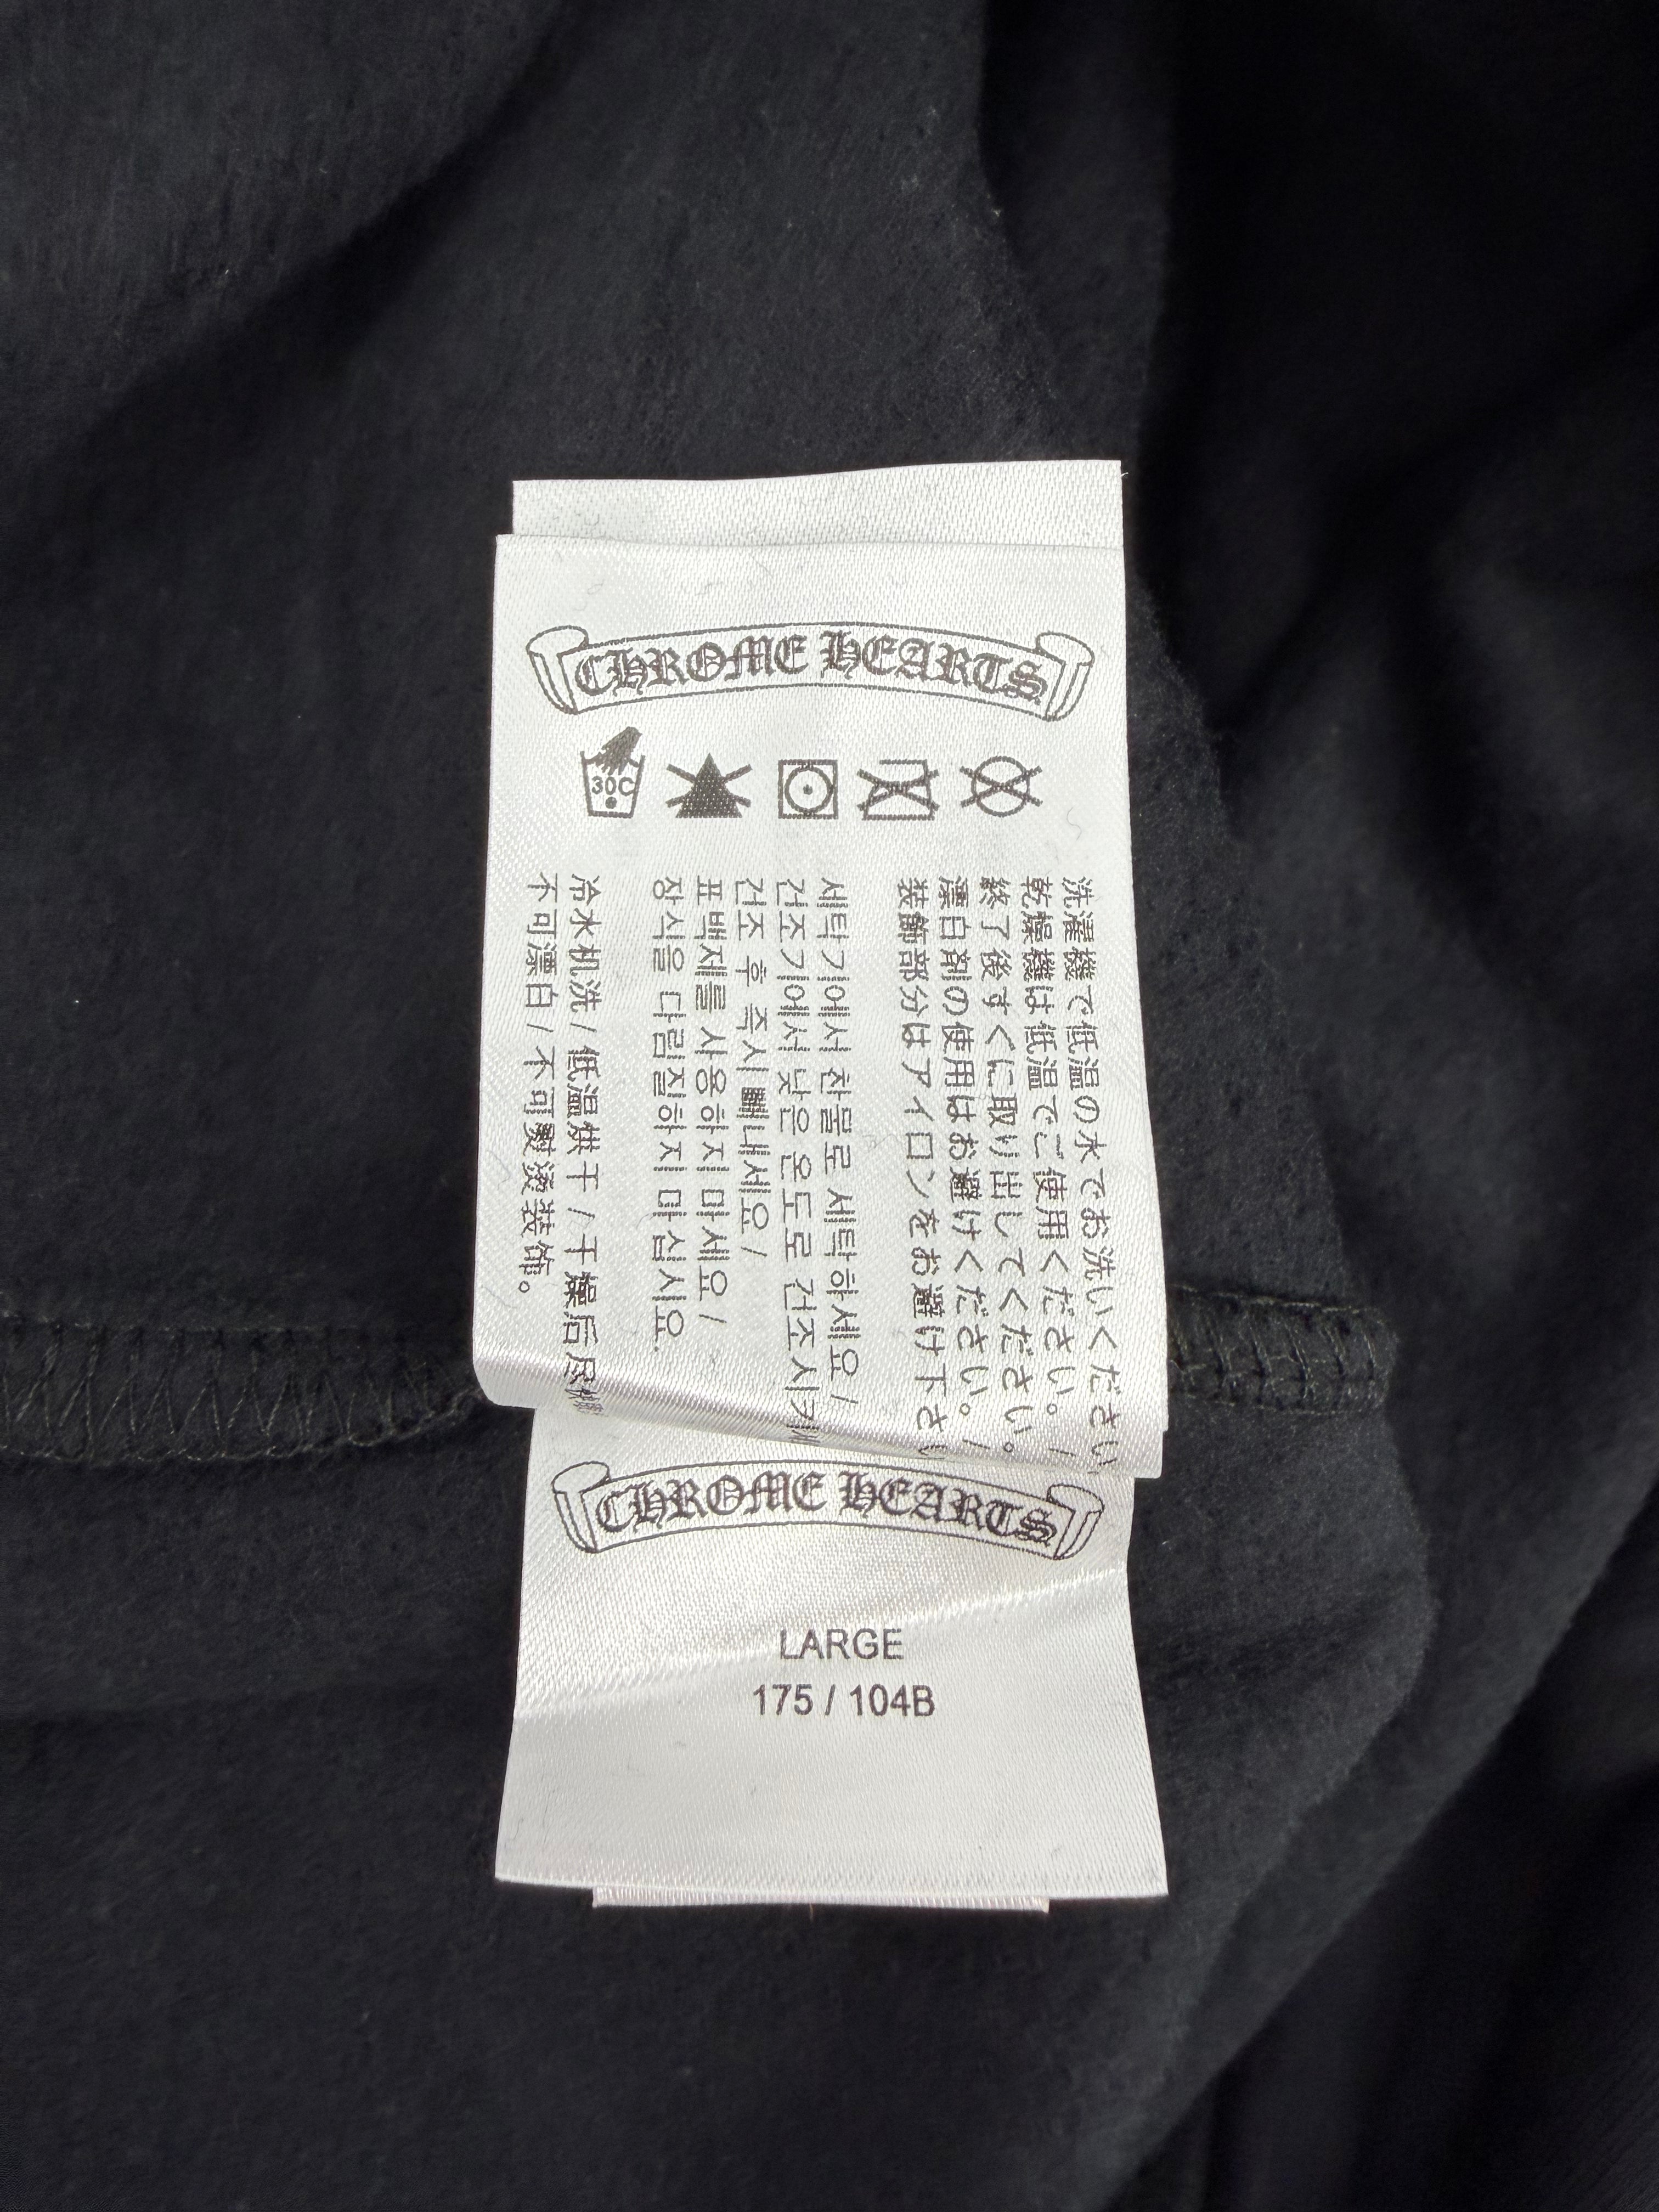 CHROME HEARTS
30C
洗濯機で低温の水でお洗いください
乾燥機は低温でご使用ください。/
終了後すぐに取り出してください。
漂白剤の使用はお避けください。/
装飾部分はアイロンをお避け下さい
세탁기에서 찬물로 세탁하세요 /
건조기에서 낮은 온도로 건조시키세
건조 후 즉시 빼내세요 /
표백제를 사용하지 마세요 /
장식을 다림질하지 마십시요.
冷水机洗 / 低温烘干 / 干燥后尽快
不可漂白 / 不可熨烫装饰。
CHROME HEARTS
LARGE
175 / 104B